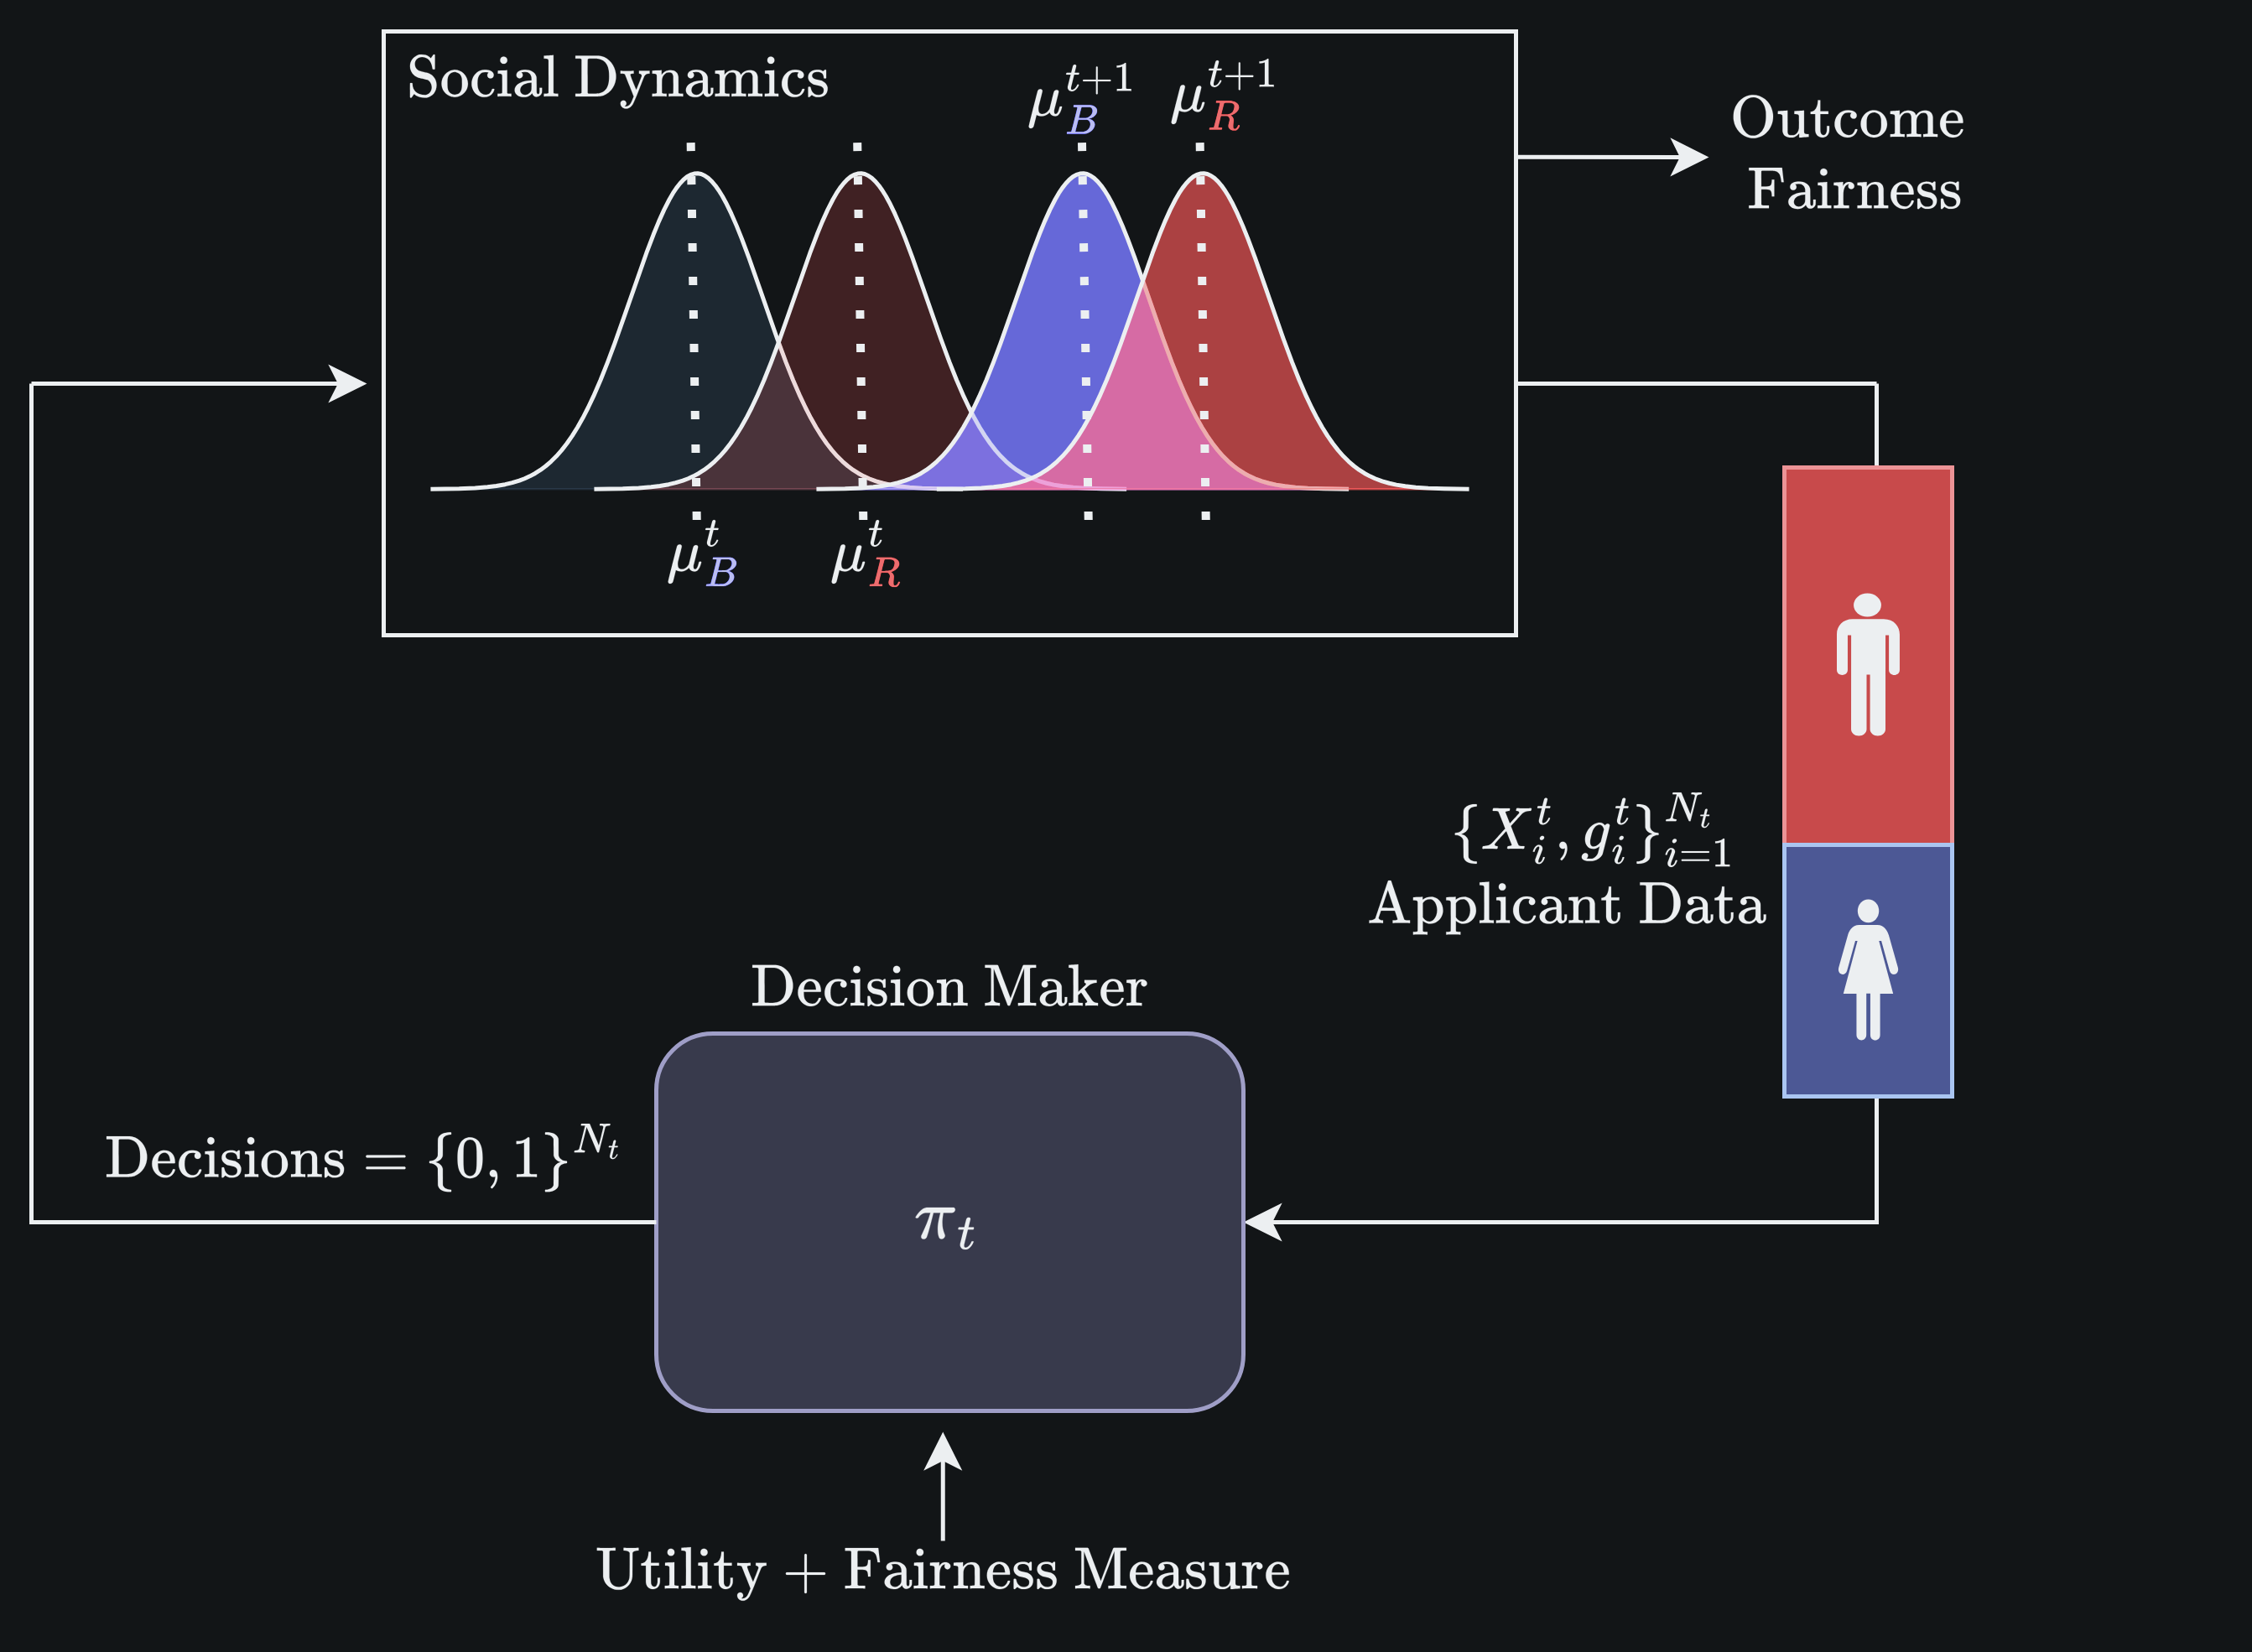 Social Dynamics
μ_B^{t+1}
μ_R^{t+1}
Outcome
Fairness
μ_B^t
μ_R^t
{X_i^t, g_i^t}_{i=1}^{N_t}
Applicant Data
Decision Maker
Decisions = {0, 1}^{N_t}
π_t
Utility + Fairness Measure